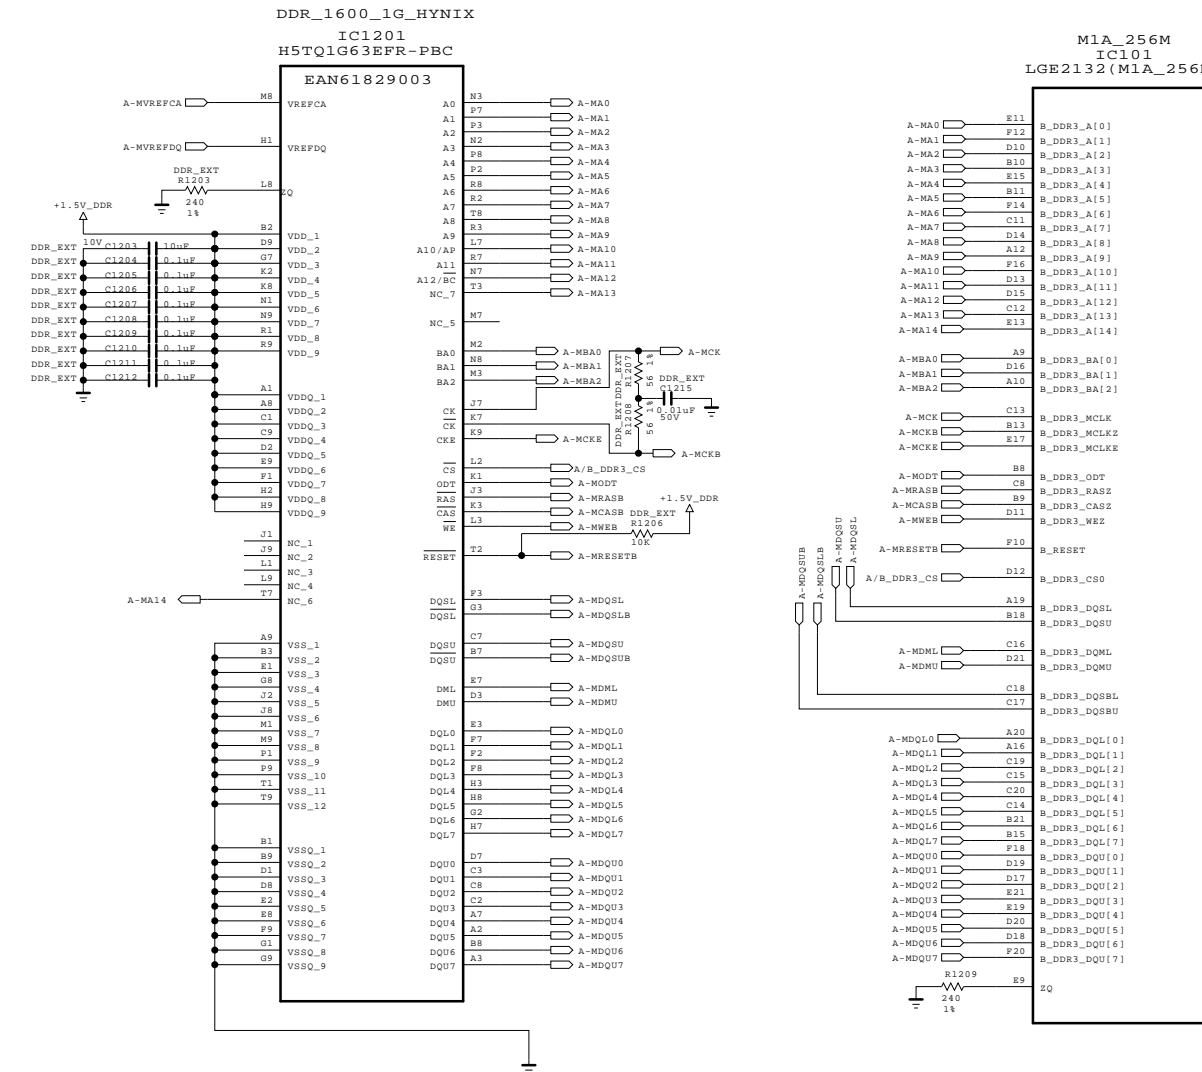 DDR_1600_1G_HYNIX
IC1201
H5TQ1G63EFR-PBC
EAN61829003
A-MVREFCA M8 VREFCA
A-MVREFDQ H1 VREFDQ
DDR_EXT
R1203
240
1%
L8 ZQ
+1.5V_DDR
B2 VDD_1
DDR_EXT 10V C1203 10uF D9 VDD_2
DDR_EXT C1204 0.1uF G7 VDD_3
DDR_EXT C1205 0.1uF K2 VDD_4
DDR_EXT C1206 0.1uF K8 VDD_5
DDR_EXT C1207 0.1uF N1 VDD_6
DDR_EXT C1208 0.1uF N9 VDD_7
DDR_EXT C1209 0.1uF R1 VDD_8
DDR_EXT C1210 0.1uF R9 VDD_9
DDR_EXT C1211 0.1uF
DDR_EXT C1212 0.1uF
A1 VDDQ_1
A8 VDDQ_2
C1 VDDQ_3
C9 VDDQ_4
D2 VDDQ_5
E9 VDDQ_6
F1 VDDQ_7
H2 VDDQ_8
H9 VDDQ_9
J1 NC_1
J9 NC_2
L1 NC_3
L9 NC_4
A-MA14 T7 NC_6
A9 VSS_1
B3 VSS_2
E1 VSS_3
G8 VSS_4
J2 VSS_5
J8 VSS_6
M1 VSS_7
M9 VSS_8
P1 VSS_9
P9 VSS_10
T1 VSS_11
T9 VSS_12
B1 VSSQ_1
B9 VSSQ_2
D1 VSSQ_3
D8 VSSQ_4
E2 VSSQ_5
E8 VSSQ_6
F9 VSSQ_7
G1 VSSQ_8
G9 VSSQ_9
A0 N3 A-MA0
A1 P7 A-MA1
A2 P3 A-MA2
A3 N2 A-MA3
A4 P8 A-MA4
A5 P2 A-MA5
A6 R8 A-MA6
A7 R2 A-MA7
A8 T8 A-MA8
A9 R3 A-MA9
A10/AP L7 A-MA10
A11 R7 A-MA11
A12/BC N7 A-MA12
NC_7 T3 A-MA13
NC_5 M7
BA0 M2 A-MBA0
BA1 N8 A-MBA1
BA2 M3 A-MBA2
CK J7
CK K7
CKE K9 A-MCKE
A-MCK
DDR_EXT
R1207
56 1%
DDR_EXT
R1208
56 1%
DDR_EXT
C1215
0.01uF
50V
A-MCKB
CS L2 A/B_DDR3_CS
ODT K1 A-MODT
RAS J3 A-MRASB
CAS K3 A-MCASB
WE L3 A-MWEB
+1.5V_DDR
DDR_EXT
R1206
10K
RESET T2 A-MRESETB
DQSL F3 A-MDQSL
DQSL G3 A-MDQSLB
DQSU C7 A-MDQSU
DQSU B7 A-MDQSUB
DML E7 A-MDML
DMU D3 A-MDMU
DQL0 E3 A-MDQL0
DQL1 F7 A-MDQL1
DQL2 F2 A-MDQL2
DQL3 F8 A-MDQL3
DQL4 H3 A-MDQL4
DQL5 H8 A-MDQL5
DQL6 G2 A-MDQL6
DQL7 H7 A-MDQL7
DQU0 D7 A-MDQU0
DQU1 C3 A-MDQU1
DQU2 C8 A-MDQU2
DQU3 C2 A-MDQU3
DQU4 A7 A-MDQU4
DQU5 A2 A-MDQU5
DQU6 B8 A-MDQU6
DQU7 A3 A-MDQU7
M1A_256M
IC101
LGE2132(M1A_256
A-MA0 E11 B_DDR3_A[0]
A-MA1 F12 B_DDR3_A[1]
A-MA2 D10 B_DDR3_A[2]
A-MA3 B10 B_DDR3_A[3]
A-MA4 E15 B_DDR3_A[4]
A-MA5 B11 B_DDR3_A[5]
A-MA6 F14 B_DDR3_A[6]
A-MA7 C11 B_DDR3_A[7]
A-MA8 D14 B_DDR3_A[8]
A-MA9 A12 B_DDR3_A[9]
A-MA10 F16 B_DDR3_A[10]
A-MA11 D13 B_DDR3_A[11]
A-MA12 D15 B_DDR3_A[12]
A-MA13 C12 B_DDR3_A[13]
A-MA14 E13 B_DDR3_A[14]
A-MBA0 A9 B_DDR3_BA[0]
A-MBA1 D16 B_DDR3_BA[1]
A-MBA2 A10 B_DDR3_BA[2]
A-MCK C13 B_DDR3_MCLK
A-MCKB B13 B_DDR3_MCLKZ
A-MCKE E17 B_DDR3_MCLKE
A-MODT B8 B_DDR3_ODT
A-MRASB C8 B_DDR3_RASZ
A-MCASB B9 B_DDR3_CASZ
A-MWEB D11 B_DDR3_WEZ
A-MRESETB F10 B_RESET
A/B_DDR3_CS D12 B_DDR3_CS0
A-MDQSUB
A-MDQSLB
A-MDQSU
A-MDQSL
A19 B_DDR3_DQSL
B18 B_DDR3_DQSU
A-MDML C16 B_DDR3_DQML
A-MDMU D21 B_DDR3_DQMU
C18 B_DDR3_DQSBL
C17 B_DDR3_DQSBU
A-MDQL0 A20 B_DDR3_DQL[0]
A-MDQL1 A16 B_DDR3_DQL[1]
A-MDQL2 C19 B_DDR3_DQL[2]
A-MDQL3 C15 B_DDR3_DQL[3]
A-MDQL4 C20 B_DDR3_DQL[4]
A-MDQL5 C14 B_DDR3_DQL[5]
A-MDQL6 B21 B_DDR3_DQL[6]
A-MDQL7 B15 B_DDR3_DQL[7]
A-MDQU0 F18 B_DDR3_DQU[0]
A-MDQU1 D19 B_DDR3_DQU[1]
A-MDQU2 D17 B_DDR3_DQU[2]
A-MDQU3 E21 B_DDR3_DQU[3]
A-MDQU4 E19 B_DDR3_DQU[4]
A-MDQU5 D20 B_DDR3_DQU[5]
A-MDQU6 D18 B_DDR3_DQU[6]
A-MDQU7 F20 B_DDR3_DQU[7]
R1209
240
1%
E9 ZQ